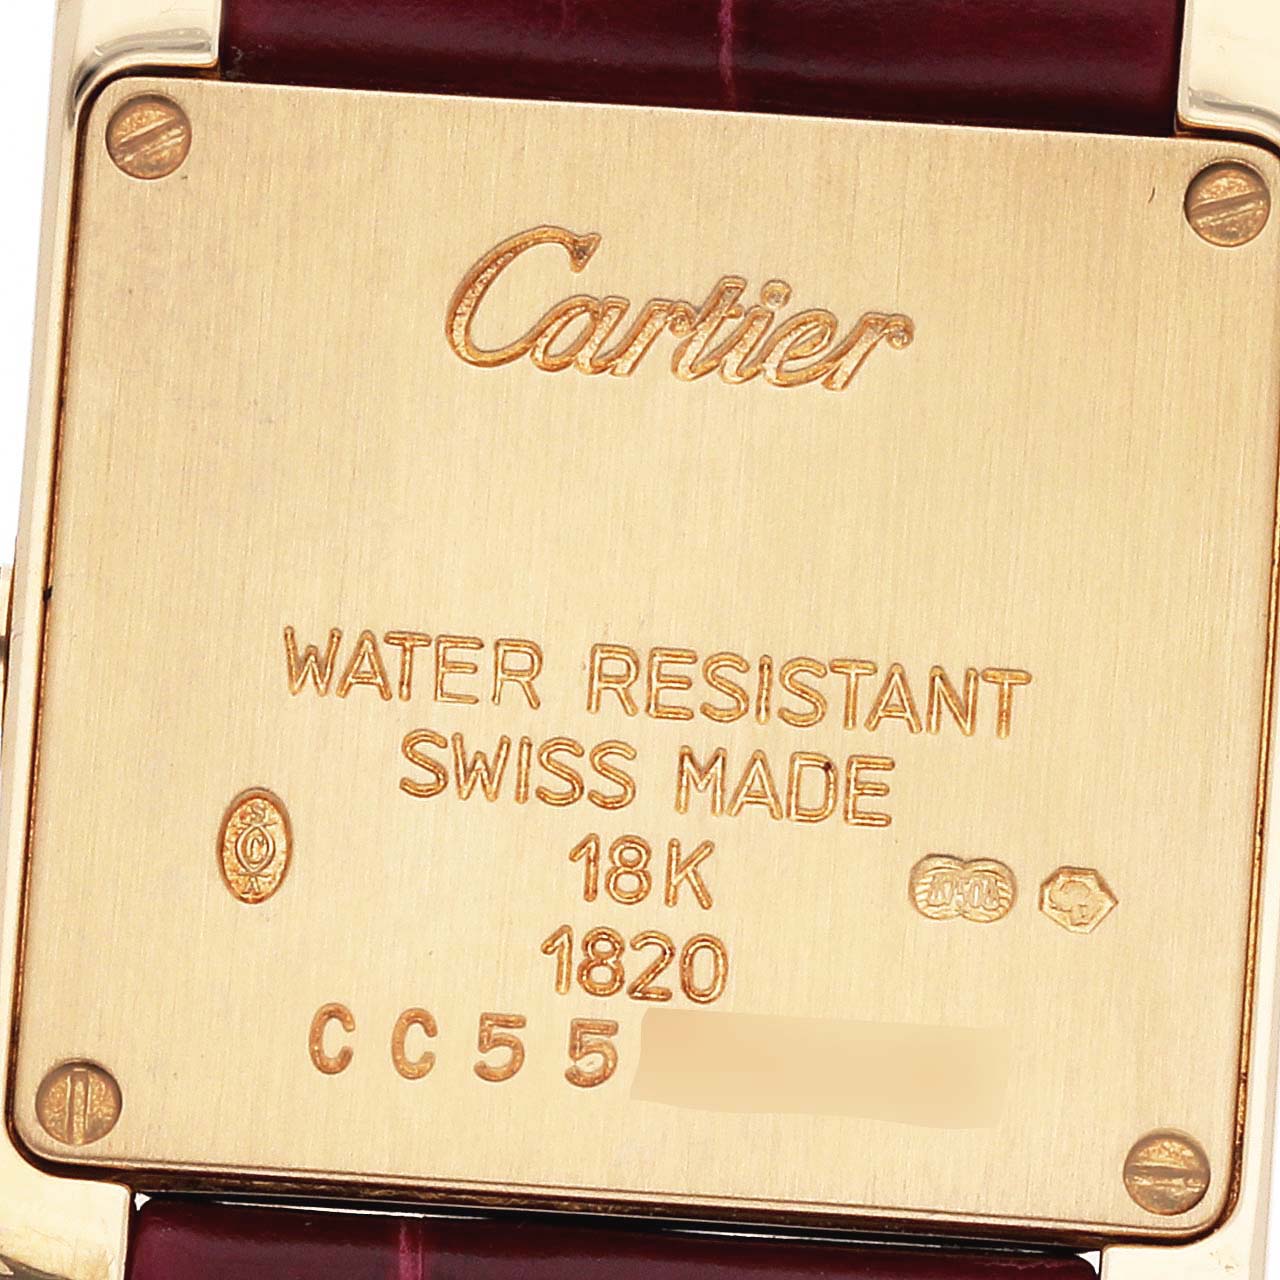 Cartier
WATER RESISTANT
SWISS MADE
18K
1820
CC55